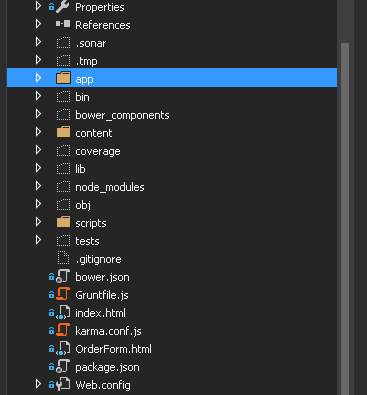 Properties
References
.sonar
.tmp
app
bin
bower_components
content
coverage
lib
node_modules
obj
scripts
tests
.gitignore
bower.json
Gruntfile.js
index.html
karma.conf.js
OrderForm.html
package.json
Web.config